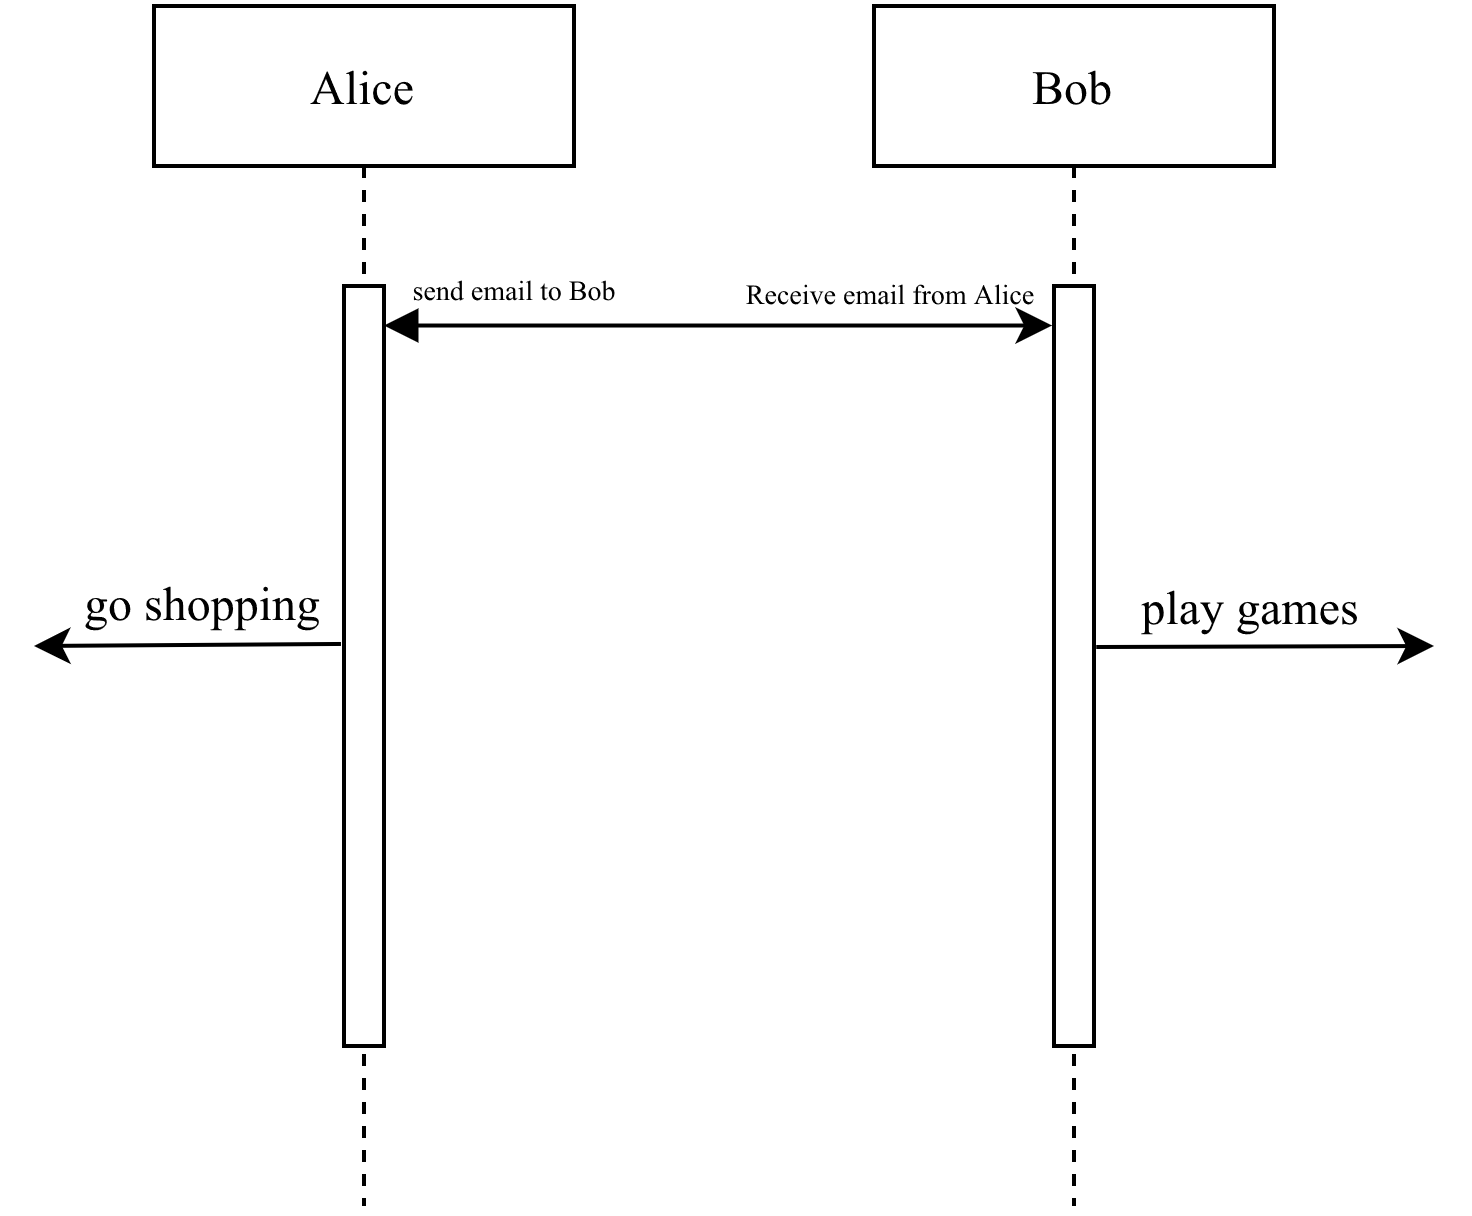 Alice
Bob
send email to Bob
Receive email from Alice
go shopping
play games